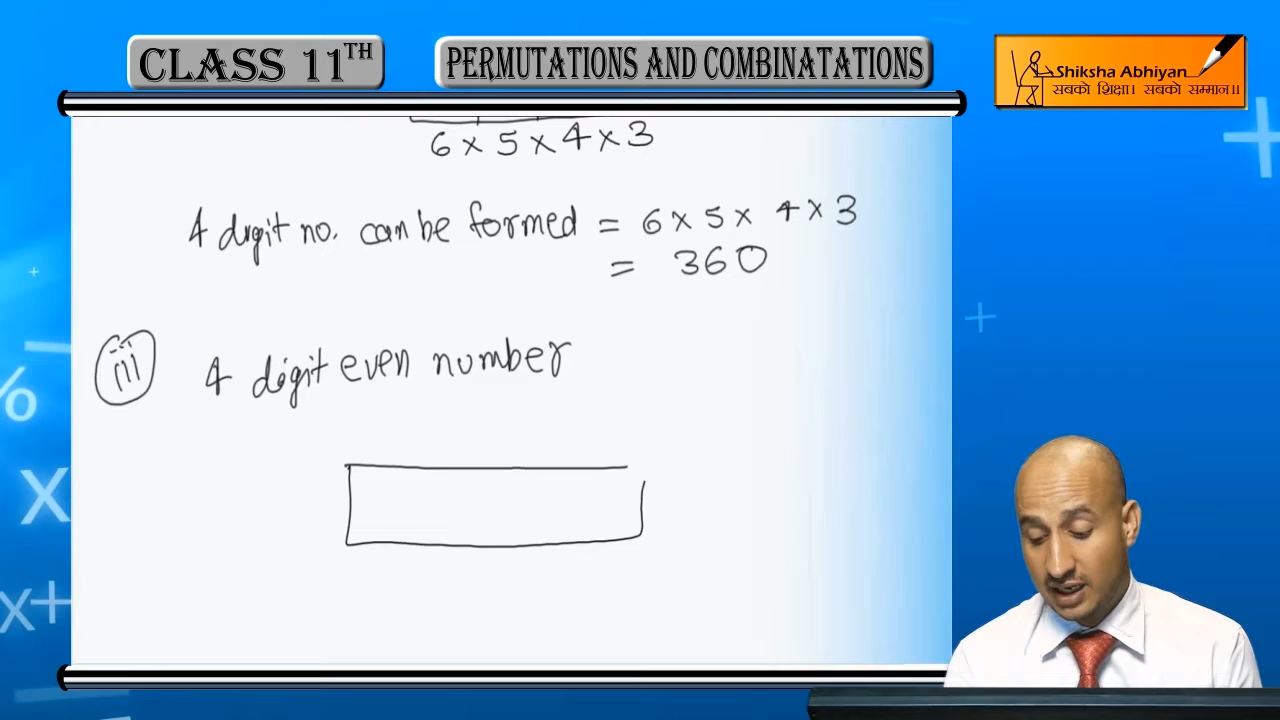 CLASS 11TH
PERMUTATIONS AND COMBINATATIONS
Shiksha Abhiyan
सबको शिक्षा। सबको सम्मान॥
6 × 5 × 4 × 3
4 digit no. can be formed = 6 × 5 × 4 × 3
= 360
(iii) 4 digit even number